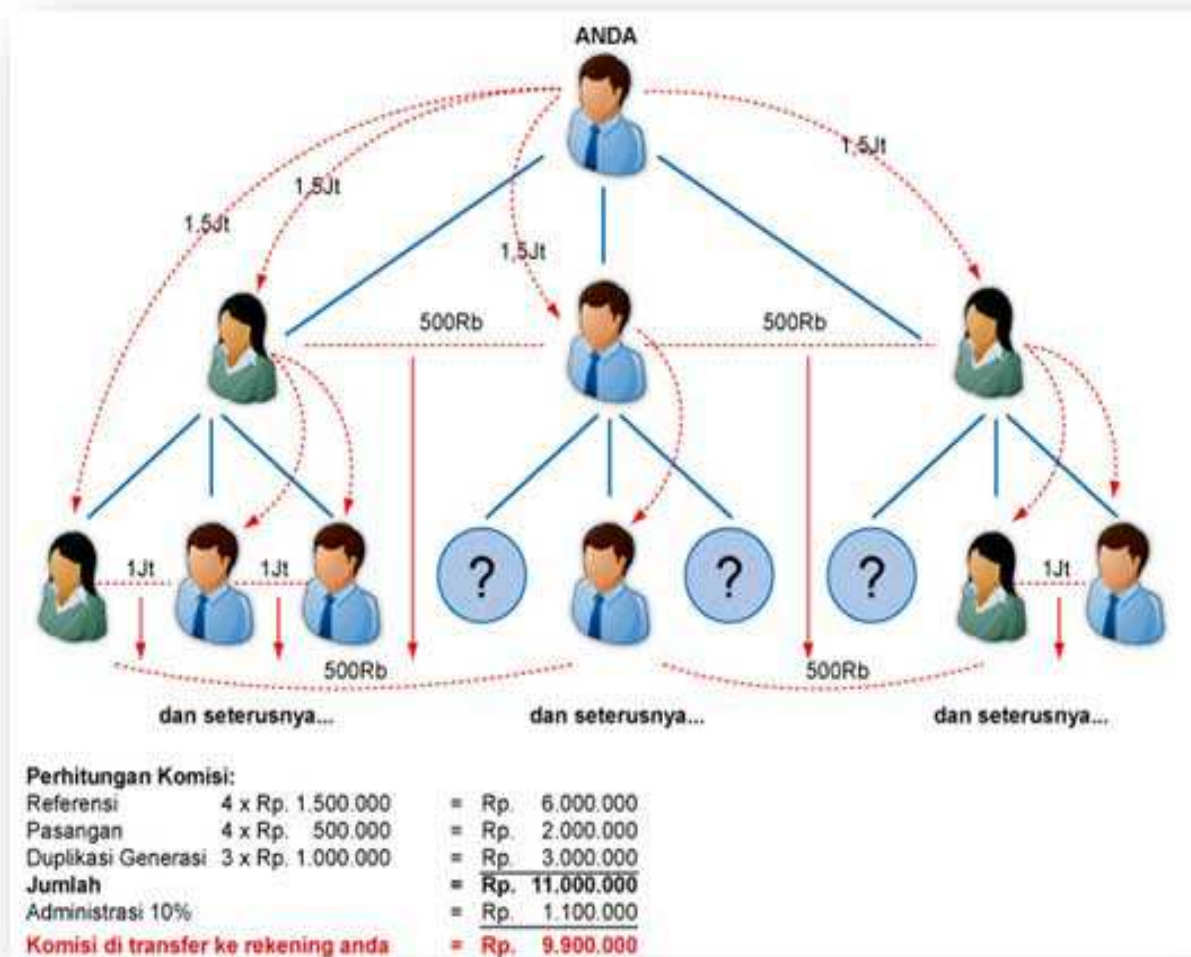 ANDA
1,5Jt
1,5Jt
1,5Jt
1,5Jt
500Rb 500Rb
? ? ?
1Jt 1Jt 1Jt
500Rb 500Rb
dan seterusnya... dan seterusnya... dan seterusnya...
Perhitungan Komisi:
Referensi 4 x Rp. 1.500.000 = Rp. 6.000.000
Pasangan 4 x Rp. 500.000 = Rp. 2.000.000
Duplikasi Generasi 3 x Rp. 1.000.000 = Rp. 3.000.000
Jumlah = Rp. 11.000.000
Administrasi 10% = Rp. 1.100.000
Komisi di transfer ke rekening anda = Rp. 9.900.000